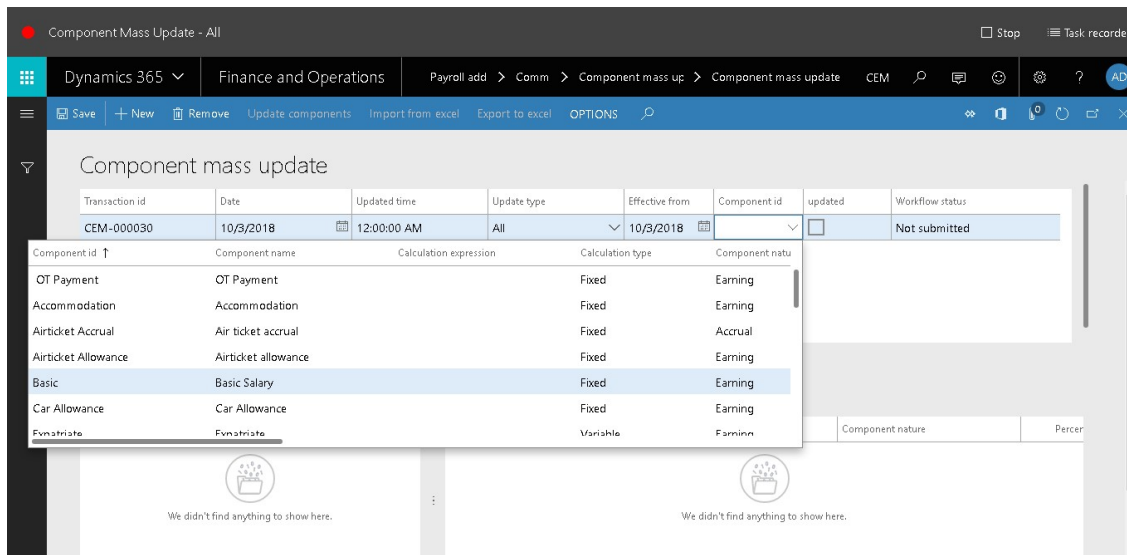 Component Mass Update - All
Stop
Task recorde
Dynamics 365
Finance and Operations
Payroll add > Comm > Component mass up > Component mass update
CEM
?
AD
Save
New
Remove
Update components
Import from excel
Export to excel
OPTIONS
0
Component mass update
Transaction id Date Updated time Update type Effective from Component id updated Workflow status
CEM-000030 10/3/2018 12:00:00 AM All 10/3/2018 Not submitted
Component id ↑ Component name Calculation expression Calculation type Component natu
OT Payment OT Payment Fixed Earning
Accommodation Accommodation Fixed Earning
Airticket Accrual Air ticket accrual Fixed Accrual
Airticket Allowance Airticket allowance Fixed Earning
Basic Basic Salary Fixed Earning
Car Allowance Car Allowance Fixed Earning
Expatriate Expatriate Variable Earning
Component nature Percer
We didn't find anything to show here.
We didn't find anything to show here.